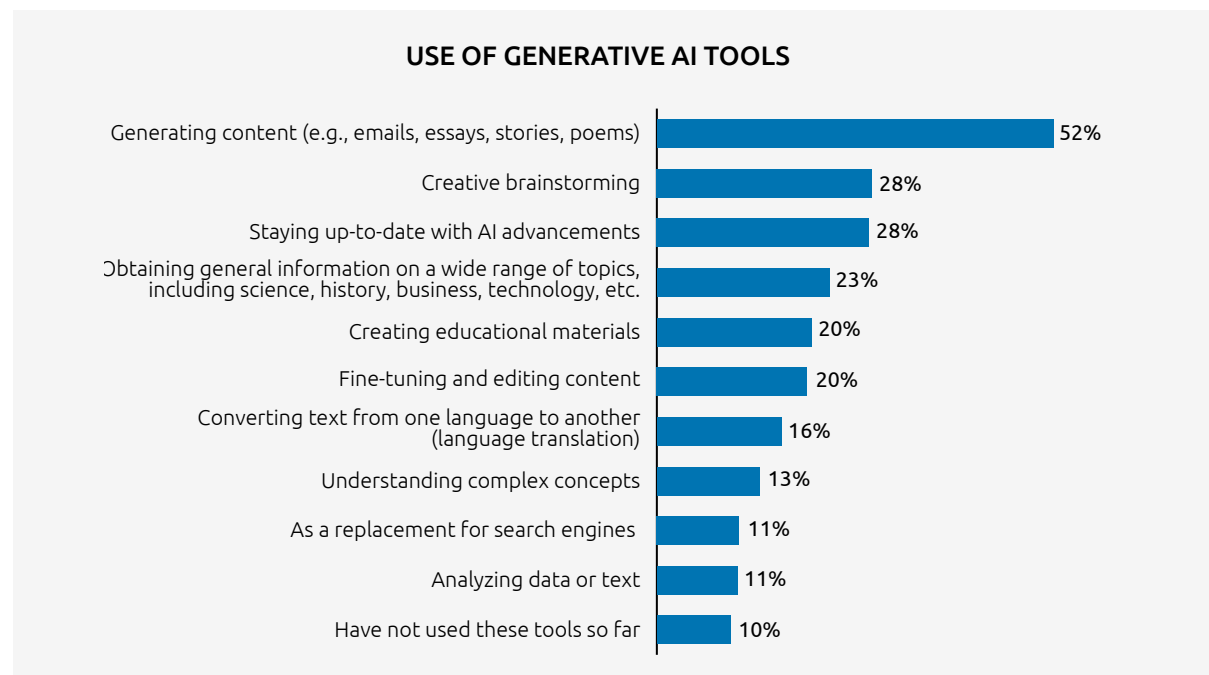 USE OF GENERATIVE AI TOOLS
Generating content (e.g., emails, essays, stories, poems)
52%
Creative brainstorming
28%
Staying up-to-date with AI advancements
28%
Obtaining general information on a wide range of topics,
including science, history, business, technology, etc.
23%
Creating educational materials
20%
Fine-tuning and editing content
20%
Converting text from one language to another
(language translation)
16%
Understanding complex concepts
13%
As a replacement for search engines
11%
Analyzing data or text
11%
Have not used these tools so far
10%